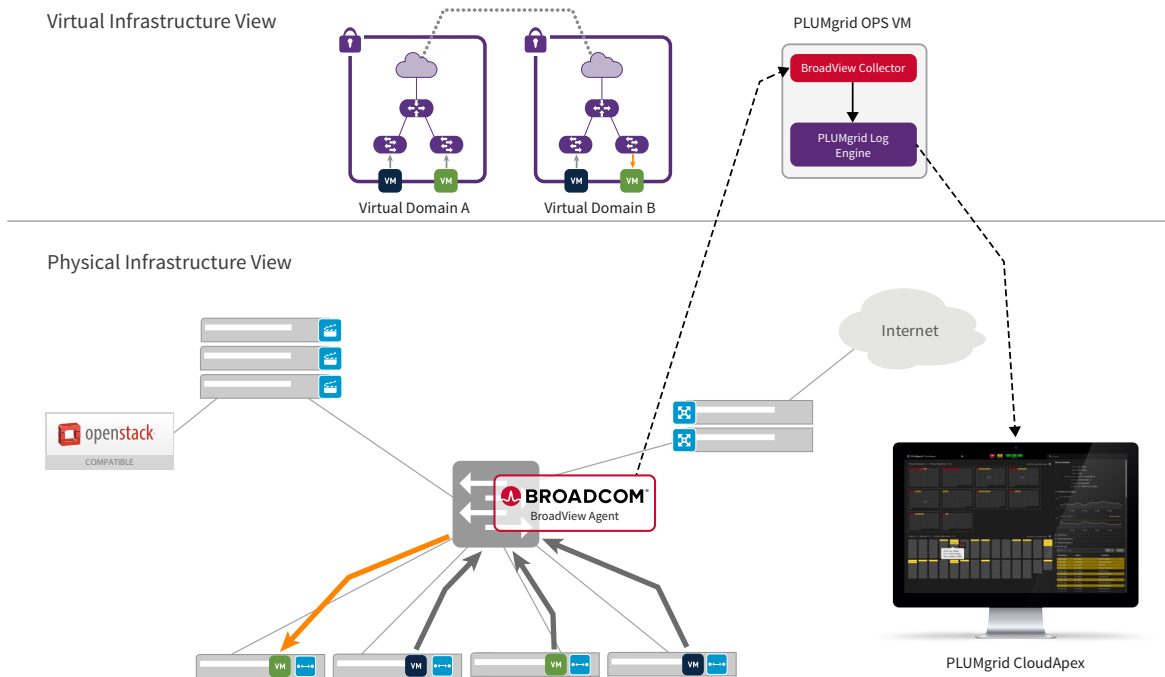 Virtual Infrastructure View
PLUMgrid OPS VM
BroadView Collector
PLUMgrid Log
Engine
VM
VM
VM
VM
Virtual Domain A
Virtual Domain B
Physical Infrastructure View
Internet
openstack
COMPATIBLE
BROADCOM®
BroadView Agent
VM
VM
VM
VM
PLUMgrid CloudApex